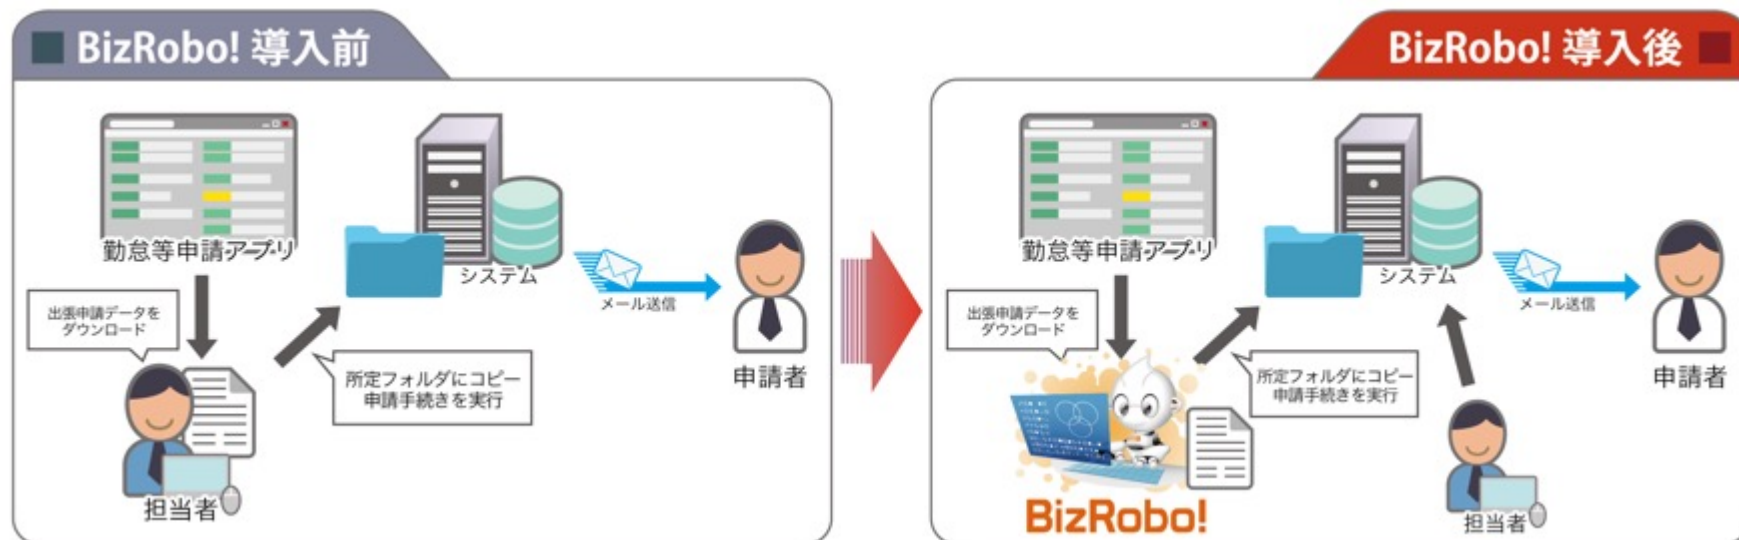 BizRobo! 導入前
勤怠等申請アプリ
システム
メール送信
出張申請データを
ダウンロード
所定フォルダにコピー
申請手続きを実行
申請者
担当者
BizRobo! 導入後
勤怠等申請アプリ
システム
メール送信
出張申請データを
ダウンロード
所定フォルダにコピー
申請手続きを実行
申請者
BizRobo!
担当者